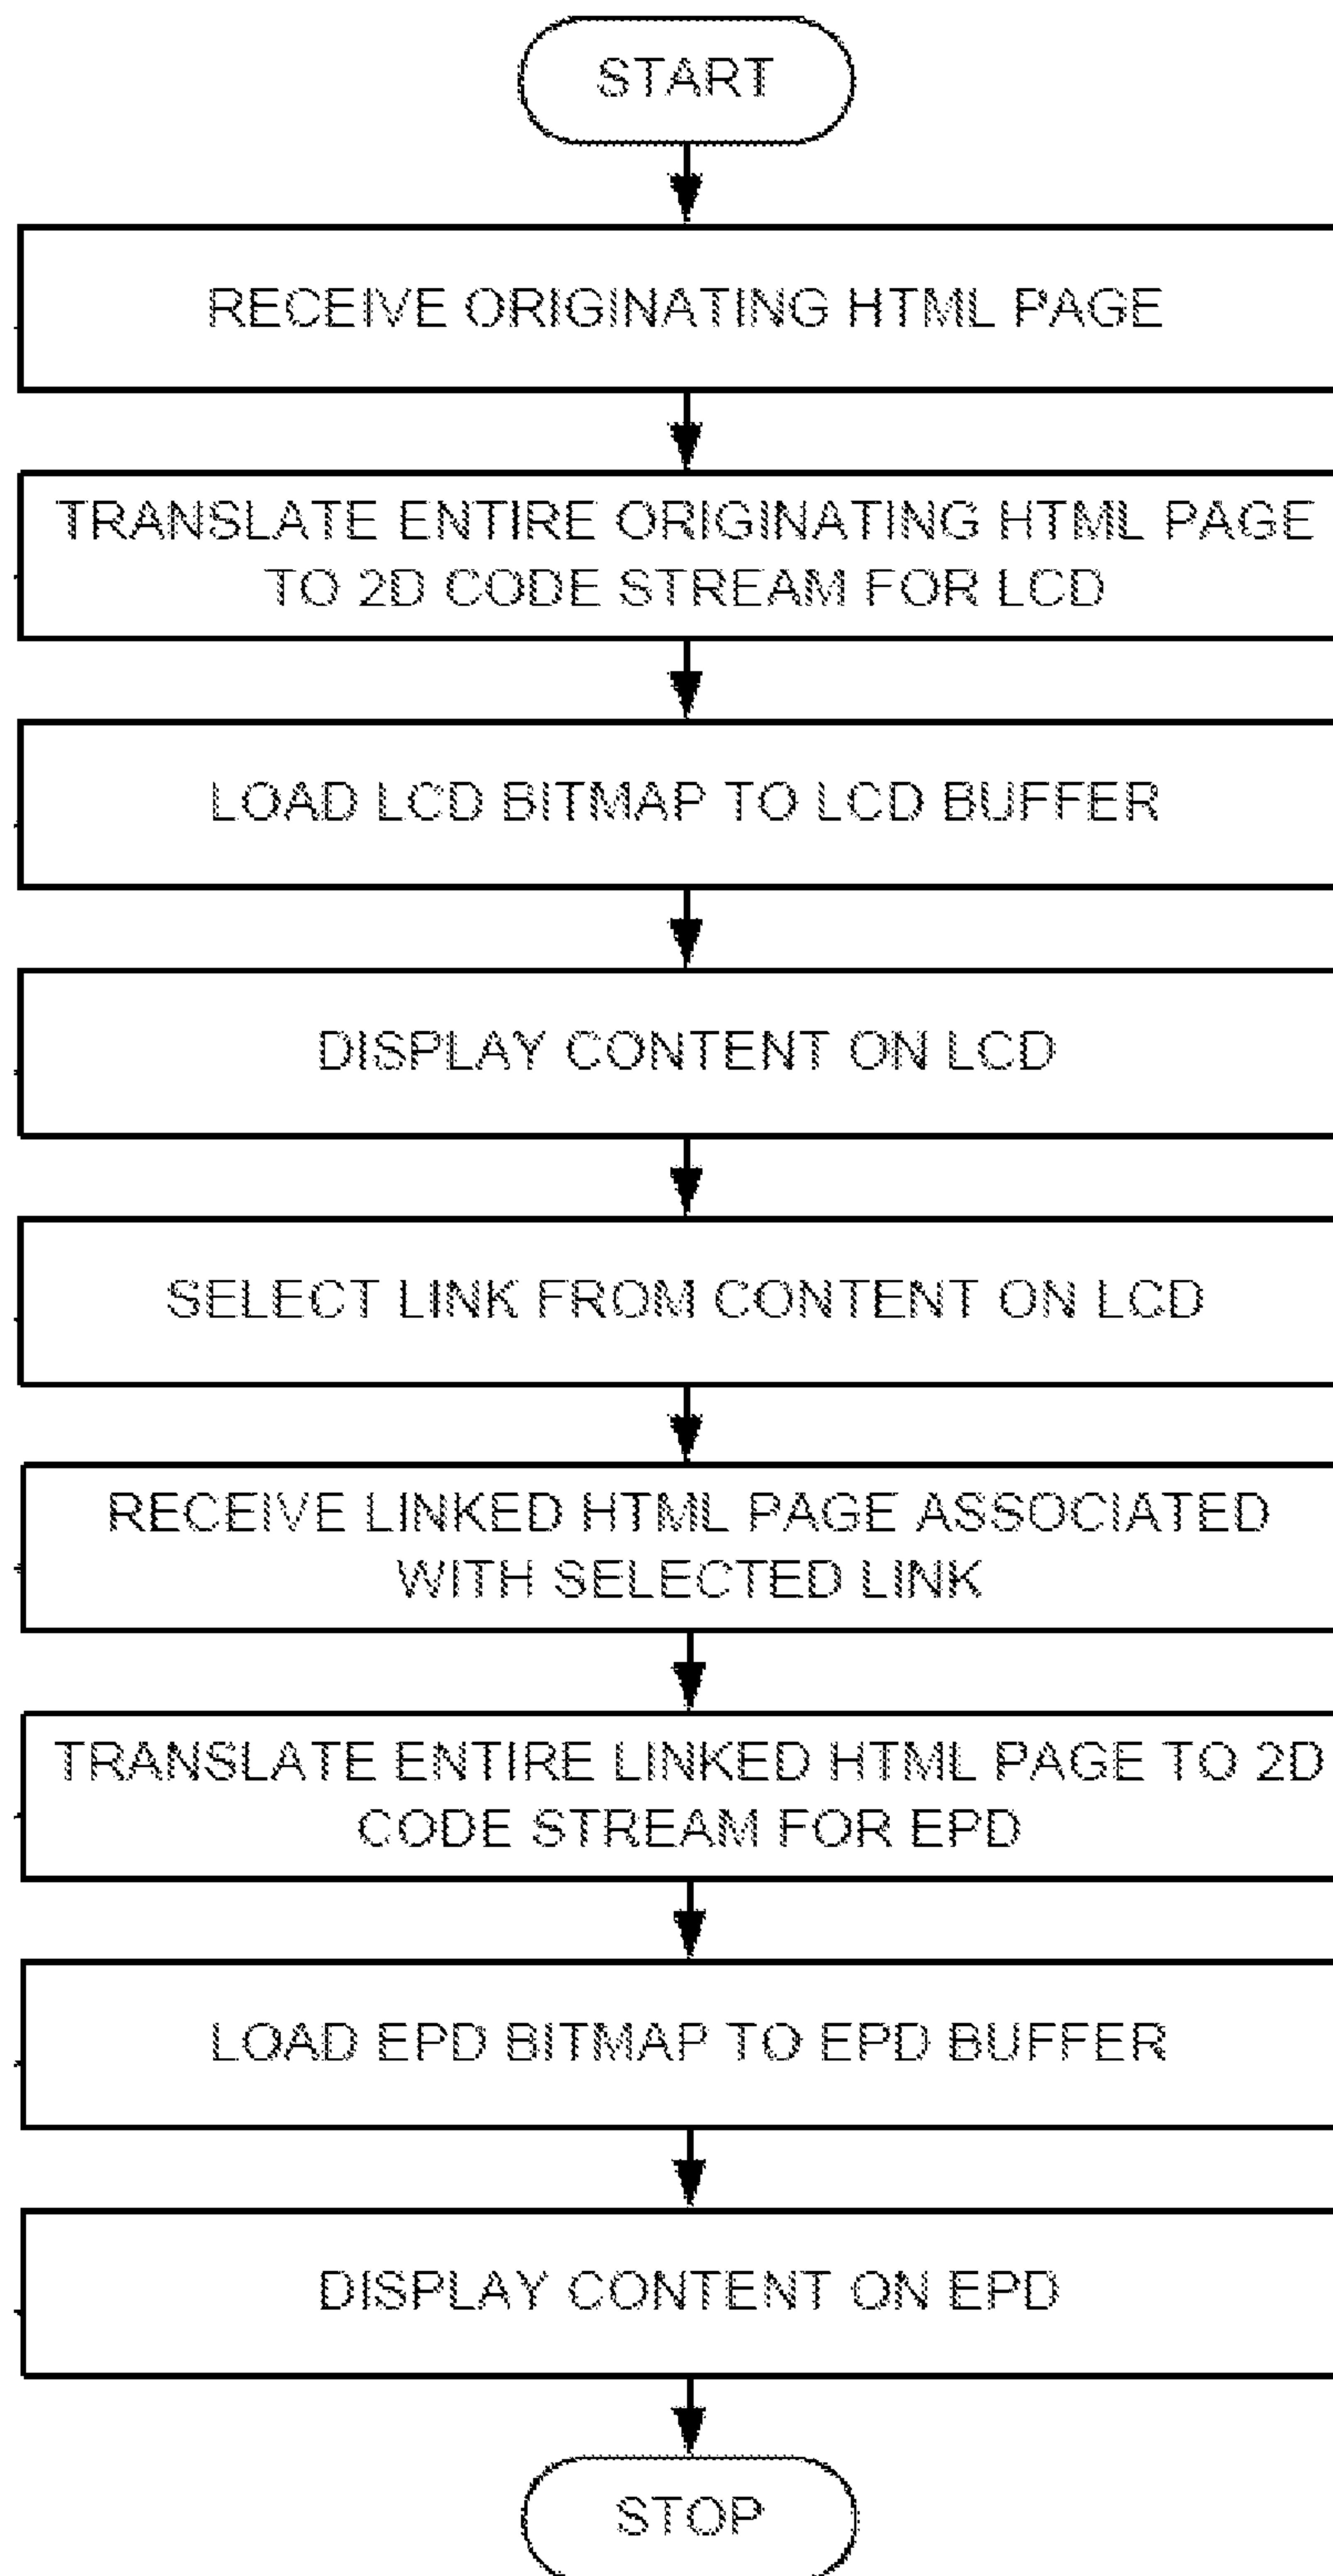 START
RECEIVE ORIGINATING HTML PAGE
TRANSLATE ENTIRE ORIGINATING HTML PAGE
TO 2D CODE STREAM FOR LCD
LOAD LCD BITMAP TO LCD BUFFER
DISPLAY CONTENT ON LCD
SELECT LINK FROM CONTENT ON LCD
RECEIVE LINKED HTML PAGE ASSOCIATED
WITH SELECTED LINK
TRANSLATE ENTIRE LINKED HTML PAGE TO 2D
CODE STREAM FOR EPD
LOAD EPD BITMAP TO EPD BUFFER
DISPLAY CONTENT ON EPD
STOP